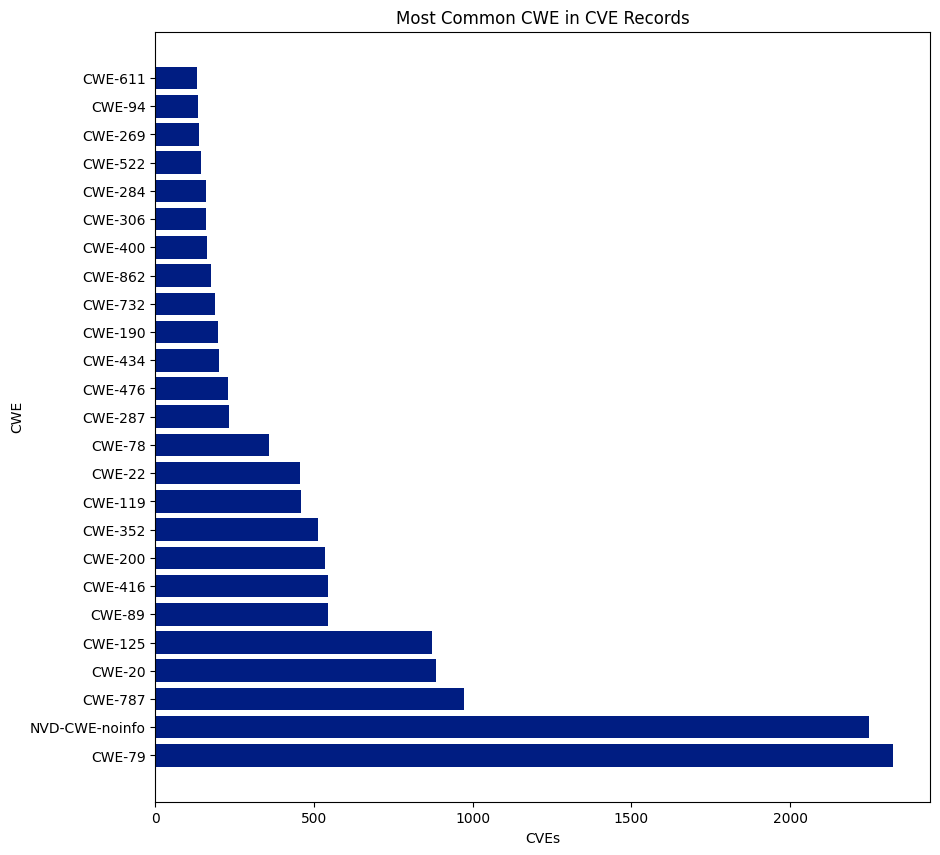 Most Common CWE in CVE Records
CWE
CWE-611
CWE-94
CWE-269
CWE-522
CWE-284
CWE-306
CWE-400
CWE-862
CWE-732
CWE-190
CWE-434
CWE-476
CWE-287
CWE-78
CWE-22
CWE-119
CWE-352
CWE-200
CWE-416
CWE-89
CWE-125
CWE-20
CWE-787
NVD-CWE-noinfo
CWE-79
0 500 1000 1500 2000
CVEs